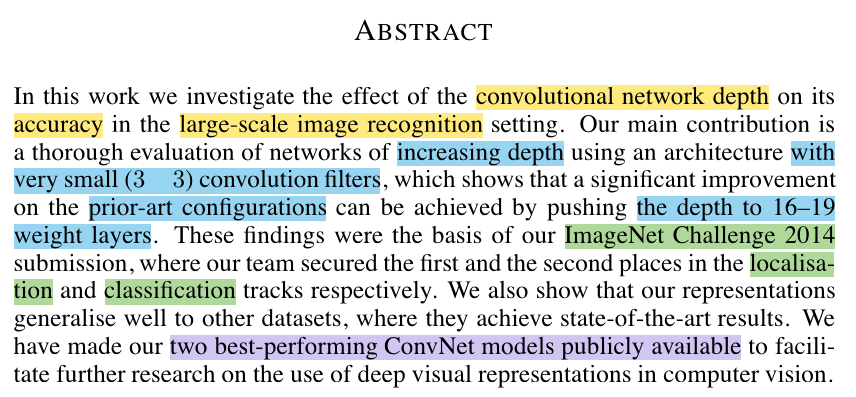 ABSTRACT
In this work we investigate the effect of the convolutional network depth on its
accuracy in the large-scale image recognition setting. Our main contribution is
a thorough evaluation of networks of increasing depth using an architecture with
very small (3 3) convolution filters, which shows that a significant improvement
on the prior-art configurations can be achieved by pushing the depth to 16–19
weight layers. These findings were the basis of our ImageNet Challenge 2014
submission, where our team secured the first and the second places in the localisa-
tion and classification tracks respectively. We also show that our representations
generalise well to other datasets, where they achieve state-of-the-art results. We
have made our two best-performing ConvNet models publicly available to facili-
tate further research on the use of deep visual representations in computer vision.